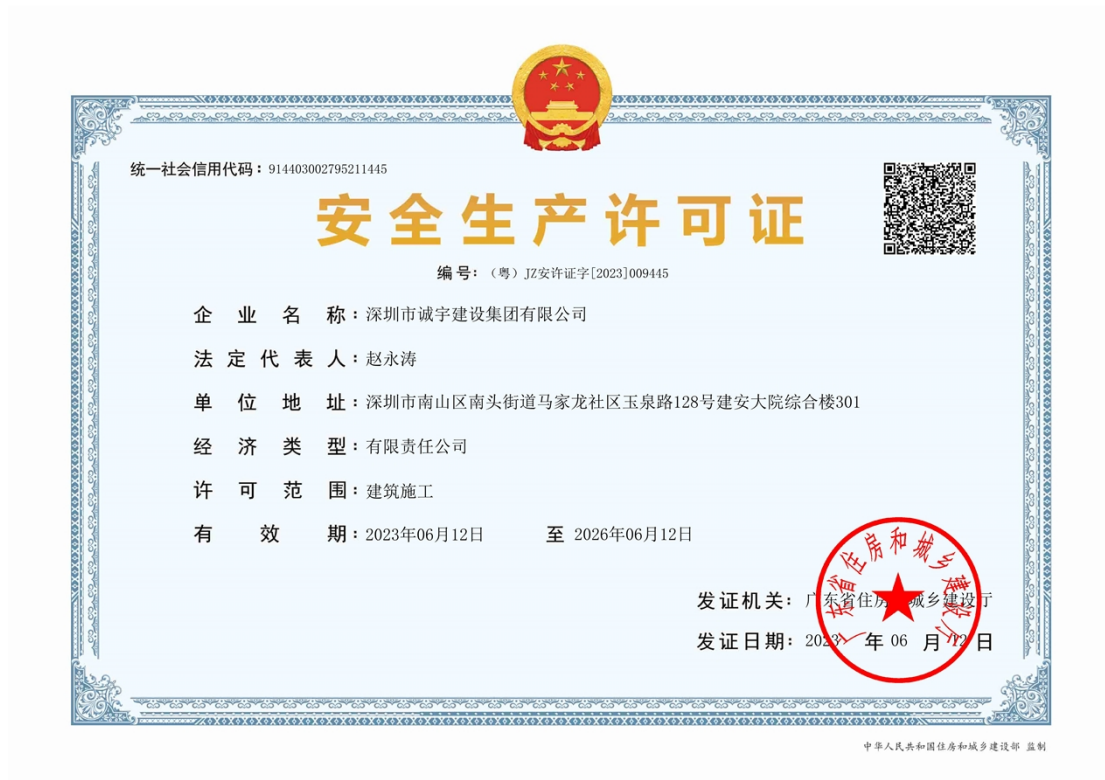 统一社会信用代码：914403002795211445
安全生产许可证
编号：（粤）JZ安许证字[2023]009445
企业名称：深圳市诚宇建设集团有限公司
法定代表人：赵永涛
单位地址：深圳市南山区南头街道马家龙社区玉泉路128号建安大院综合楼301
经济类型：有限责任公司
许可范围：建筑施工
有效期：2023年06月12日 至 2026年06月12日
发证机关：广东省住房和城乡建设厅
发证日期：2023 年 06 月 12 日
广东省住房和城乡建设厅
中华人民共和国住房和城乡建设部 监制